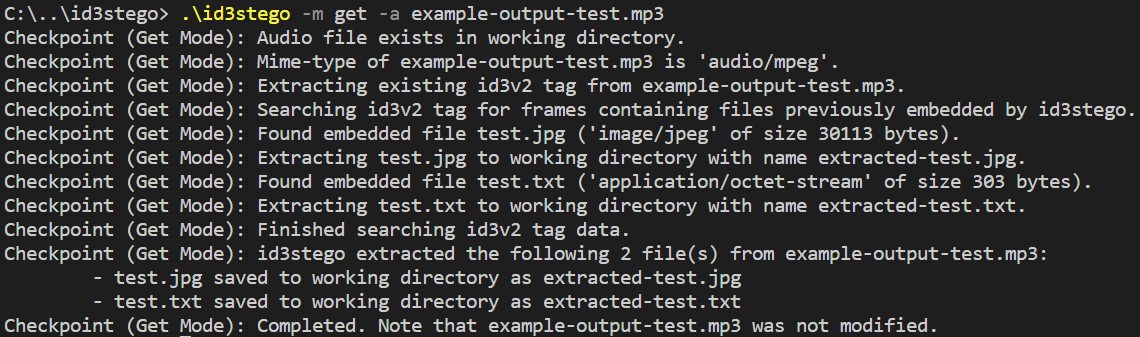 C:\..\id3stego> .\id3stego -m get -a example-output-test.mp3
Checkpoint (Get Mode): Audio file exists in working directory.
Checkpoint (Get Mode): Mime-type of example-output-test.mp3 is 'audio/mpeg'.
Checkpoint (Get Mode): Extracting existing id3v2 tag from example-output-test.mp3.
Checkpoint (Get Mode): Searching id3v2 tag for frames containing files previously embedded by id3stego.
Checkpoint (Get Mode): Found embedded file test.jpg ('image/jpeg' of size 30113 bytes).
Checkpoint (Get Mode): Extracting test.jpg to working directory with name extracted-test.jpg.
Checkpoint (Get Mode): Found embedded file test.txt ('application/octet-stream' of size 303 bytes).
Checkpoint (Get Mode): Extracting test.txt to working directory with name extracted-test.txt.
Checkpoint (Get Mode): Finished searching id3v2 tag data.
Checkpoint (Get Mode): id3stego extracted the following 2 file(s) from example-output-test.mp3:
        - test.jpg saved to working directory as extracted-test.jpg
        - test.txt saved to working directory as extracted-test.txt
Checkpoint (Get Mode): Completed. Note that example-output-test.mp3 was not modified.